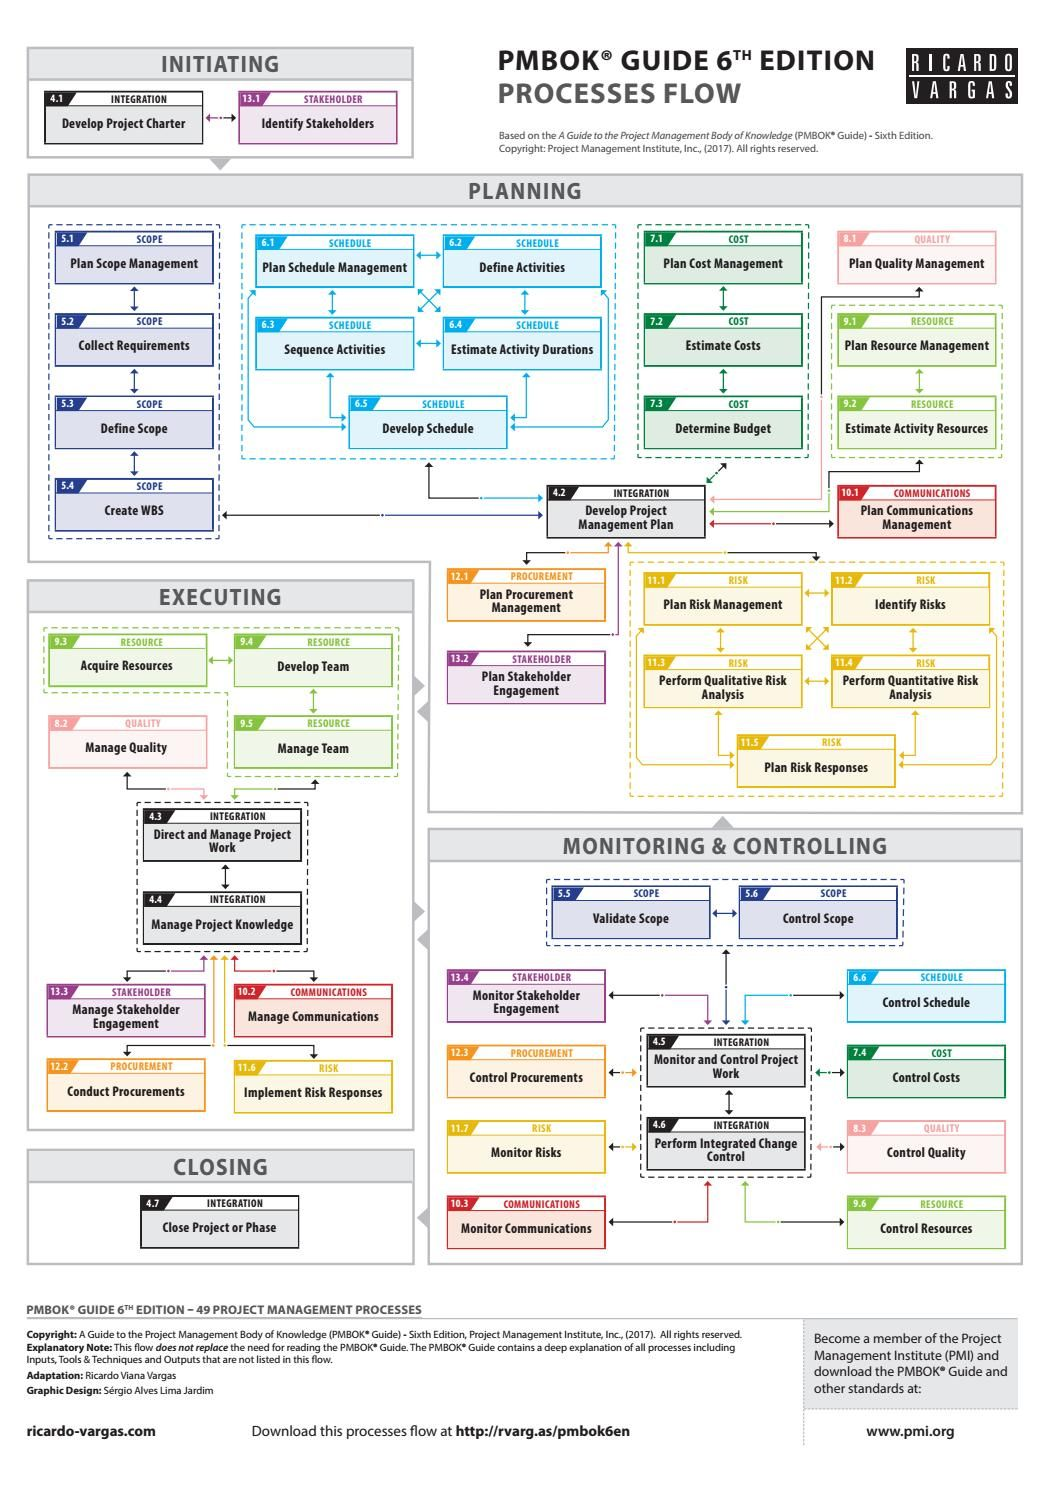 INITIATING
4.1 INTEGRATION
Develop Project Charter
13.1 STAKEHOLDER
Identify Stakeholders
PMBOK® GUIDE 6TH EDITION
PROCESSES FLOW
RICARDO
VARGAS
Based on the A Guide to the Project Management Body of Knowledge (PMBOK® Guide) - Sixth Edition.
Copyright: Project Management Institute, Inc., (2017). All rights reserved.
PLANNING
5.1 SCOPE
Plan Scope Management
5.2 SCOPE
Collect Requirements
5.3 SCOPE
Define Scope
5.4 SCOPE
Create WBS
6.1 SCHEDULE
Plan Schedule Management
6.2 SCHEDULE
Define Activities
6.3 SCHEDULE
Sequence Activities
6.4 SCHEDULE
Estimate Activity Durations
6.5 SCHEDULE
Develop Schedule
7.1 COST
Plan Cost Management
7.2 COST
Estimate Costs
7.3 COST
Determine Budget
8.1 QUALITY
Plan Quality Management
9.1 RESOURCE
Plan Resource Management
9.2 RESOURCE
Estimate Activity Resources
4.2 INTEGRATION
Develop Project
Management Plan
10.1 COMMUNICATIONS
Plan Communications
Management
12.1 PROCUREMENT
Plan Procurement
Management
13.2 STAKEHOLDER
Plan Stakeholder
Engagement
11.1 RISK
Plan Risk Management
11.2 RISK
Identify Risks
11.3 RISK
Perform Qualitative Risk
Analysis
11.4 RISK
Perform Quantitative Risk
Analysis
11.5 RISK
Plan Risk Responses
EXECUTING
9.3 RESOURCE
Acquire Resources
9.4 RESOURCE
Develop Team
8.2 QUALITY
Manage Quality
9.5 RESOURCE
Manage Team
4.3 INTEGRATION
Direct and Manage Project
Work
4.4 INTEGRATION
Manage Project Knowledge
13.3 STAKEHOLDER
Manage Stakeholder
Engagement
10.2 COMMUNICATIONS
Manage Communications
12.2 PROCUREMENT
Conduct Procurements
11.6 RISK
Implement Risk Responses
MONITORING & CONTROLLING
5.5 SCOPE
Validate Scope
5.6 SCOPE
Control Scope
13.4 STAKEHOLDER
Monitor Stakeholder
Engagement
6.6 SCHEDULE
Control Schedule
12.3 PROCUREMENT
Control Procurements
4.5 INTEGRATION
Monitor and Control Project
Work
7.4 COST
Control Costs
11.7 RISK
Monitor Risks
4.6 INTEGRATION
Perform Integrated Change
Control
8.3 QUALITY
Control Quality
10.3 COMMUNICATIONS
Monitor Communications
9.6 RESOURCE
Control Resources
CLOSING
4.7 INTEGRATION
Close Project or Phase
PMBOK® GUIDE 6TH EDITION – 49 PROJECT MANAGEMENT PROCESSES
Copyright: A Guide to the Project Management Body of Knowledge (PMBOK® Guide) - Sixth Edition, Project Management Institute, Inc., (2017). All rights reserved.
Explanatory Note: This flow does not replace the need for reading the PMBOK® Guide. The PMBOK® Guide contains a deep explanation of all processes including
Inputs, Tools & Techniques and Outputs that are not listed in this flow.
Adaptation: Ricardo Viana Vargas
Graphic Design: Sérgio Alves Lima Jardim
Become a member of the Project
Management Institute (PMI) and
download the PMBOK® Guide and
other standards at:
ricardo-vargas.com
Download this processes flow at http://rvarg.as/pmbok6en
www.pmi.org